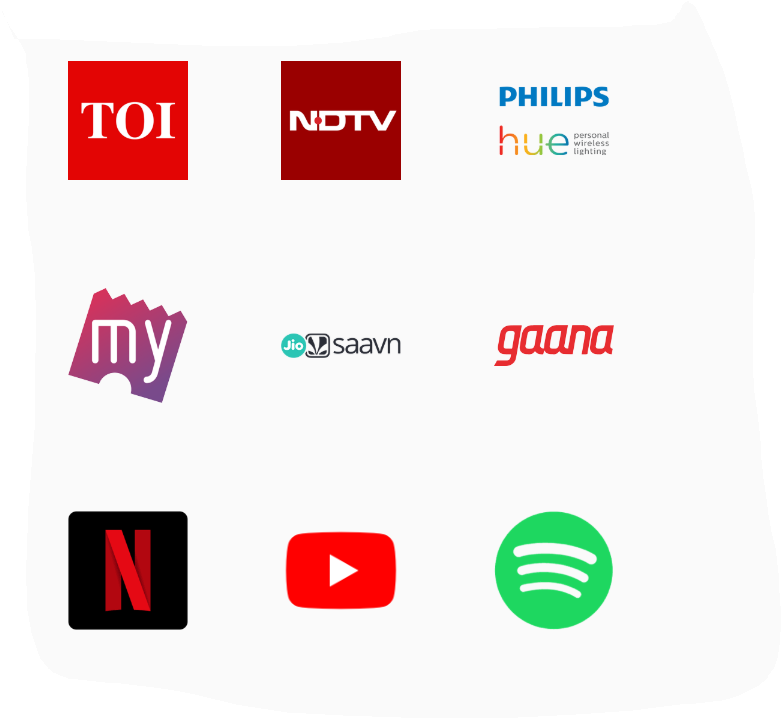 TOI
NDTV
PHILIPS
hue personal
wireless
lighting
my
Jio saavn
gaana
N